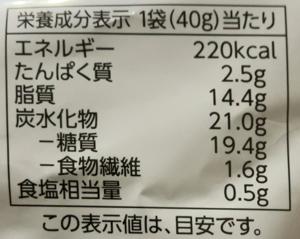 栄養成分表示 1袋(40g)当たり
エネルギー 220kcal
たんぱく質 2.5g
脂質 14.4g
炭水化物 21.0g
－糖質 19.4g
－食物繊維 1.6g
食塩相当量 0.5g
この表示値は、目安です。